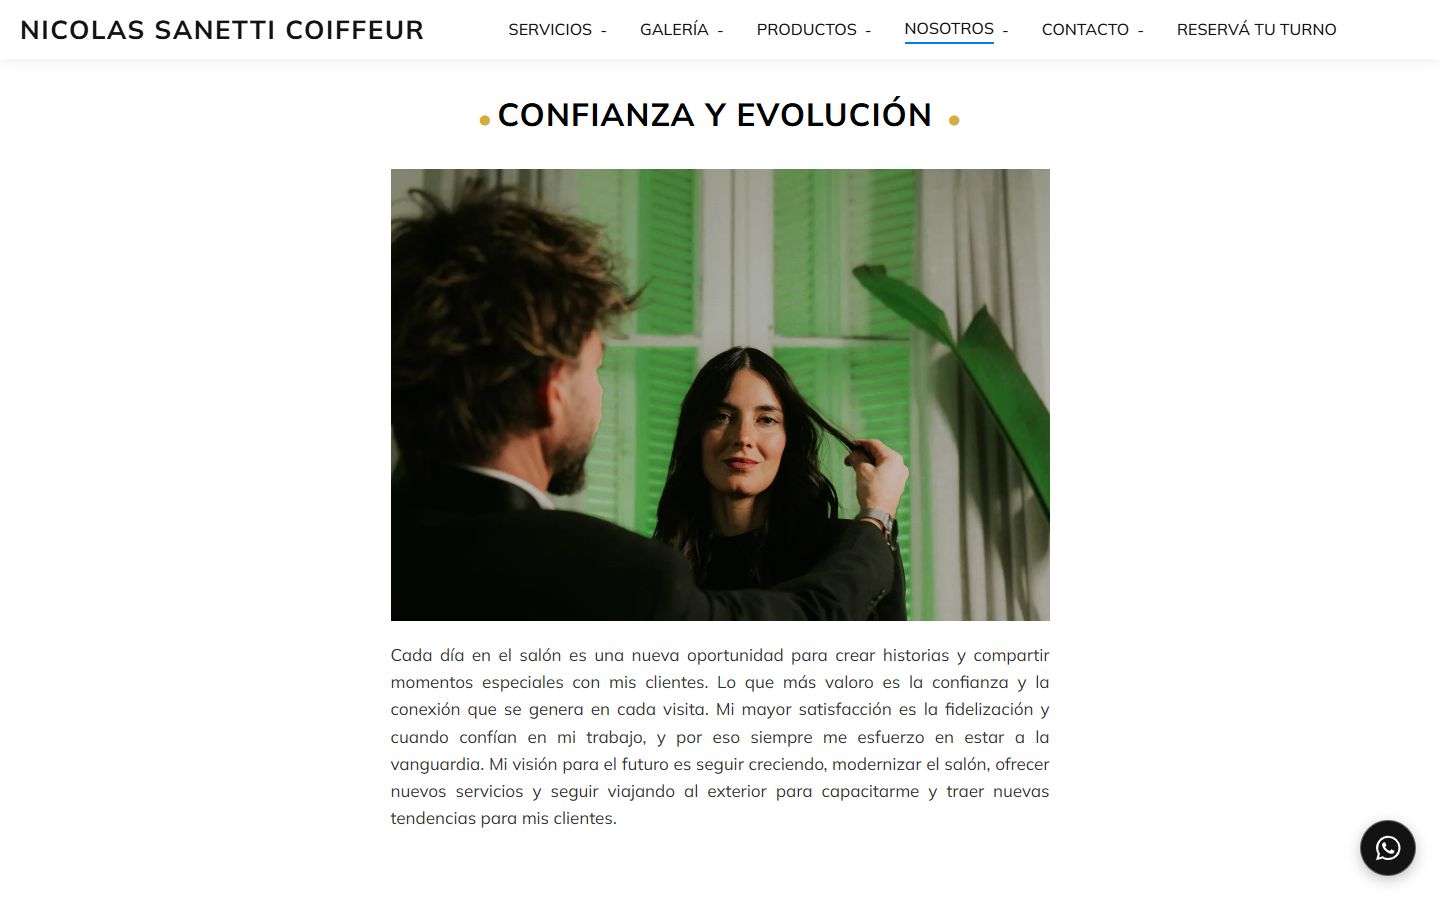 NICOLAS SANETTI COIFFEUR
SERVICIOS - GALERÍA - PRODUCTOS - NOSOTROS - CONTACTO - RESERVÁ TU TURNO
CONFIANZA Y EVOLUCIÓN
Cada día en el salón es una nueva oportunidad para crear historias y compartir
momentos especiales con mis clientes. Lo que más valoro es la confianza y la
conexión que se genera en cada visita. Mi mayor satisfacción es la fidelización y
cuando confían en mi trabajo, y por eso siempre me esfuerzo en estar a la
vanguardia. Mi visión para el futuro es seguir creciendo, modernizar el salón, ofrecer
nuevos servicios y seguir viajando al exterior para capacitarme y traer nuevas
tendencias para mis clientes.